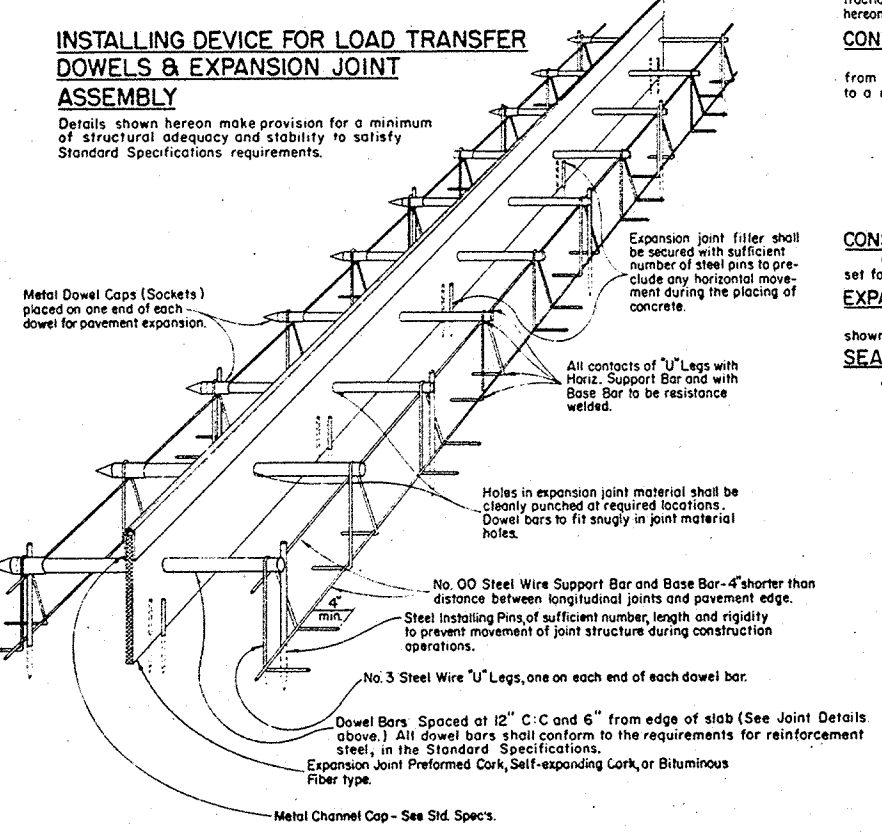 INSTALLING DEVICE FOR LOAD TRANSFER
DOWELS & EXPANSION JOINT
ASSEMBLY
Details shown hereon make provision for a minimum
of structural adequacy and stability to satisfy
Standard Specifications requirements.
hereon
CON
from
to a
Expansion joint filler shall
be secured with sufficient
number of steel pins to pre-
clude any horizontal move-
ment during the placing of
concrete.
CONS
set fo
EXPA
shown
SEA
Metal Dowel Caps (Sockets)
placed on one end of each
dowel for pavement expansion.
All contacts of "U" Legs with
Horiz. Support Bar and with
Base Bar to be resistance
welded.
Holes in expansion joint material shall be
cleanly punched at required locations.
Dowel bars to fit snugly in joint material
holes.
No. 00 Steel Wire Support Bar and Base Bar-4" shorter than
distance between longitudinal joints and pavement edge.
4"
min.
Steel Installing Pins, of sufficient number, length and rigidity
to prevent movement of joint structure during construction
operations.
No. 3 Steel Wire "U" Legs, one on each end of each dowel bar.
Dowel Bars Spaced at 12" C:C and 6" from edge of slab (See Joint Details
above.) All dowel bars shall conform to the requirements for reinforcement
steel, in the Standard Specifications.
Expansion Joint Preformed Cork, Self-expanding Cork, or Bituminous
Fiber type.
Metal Channel Cap - See Std. Spec's.